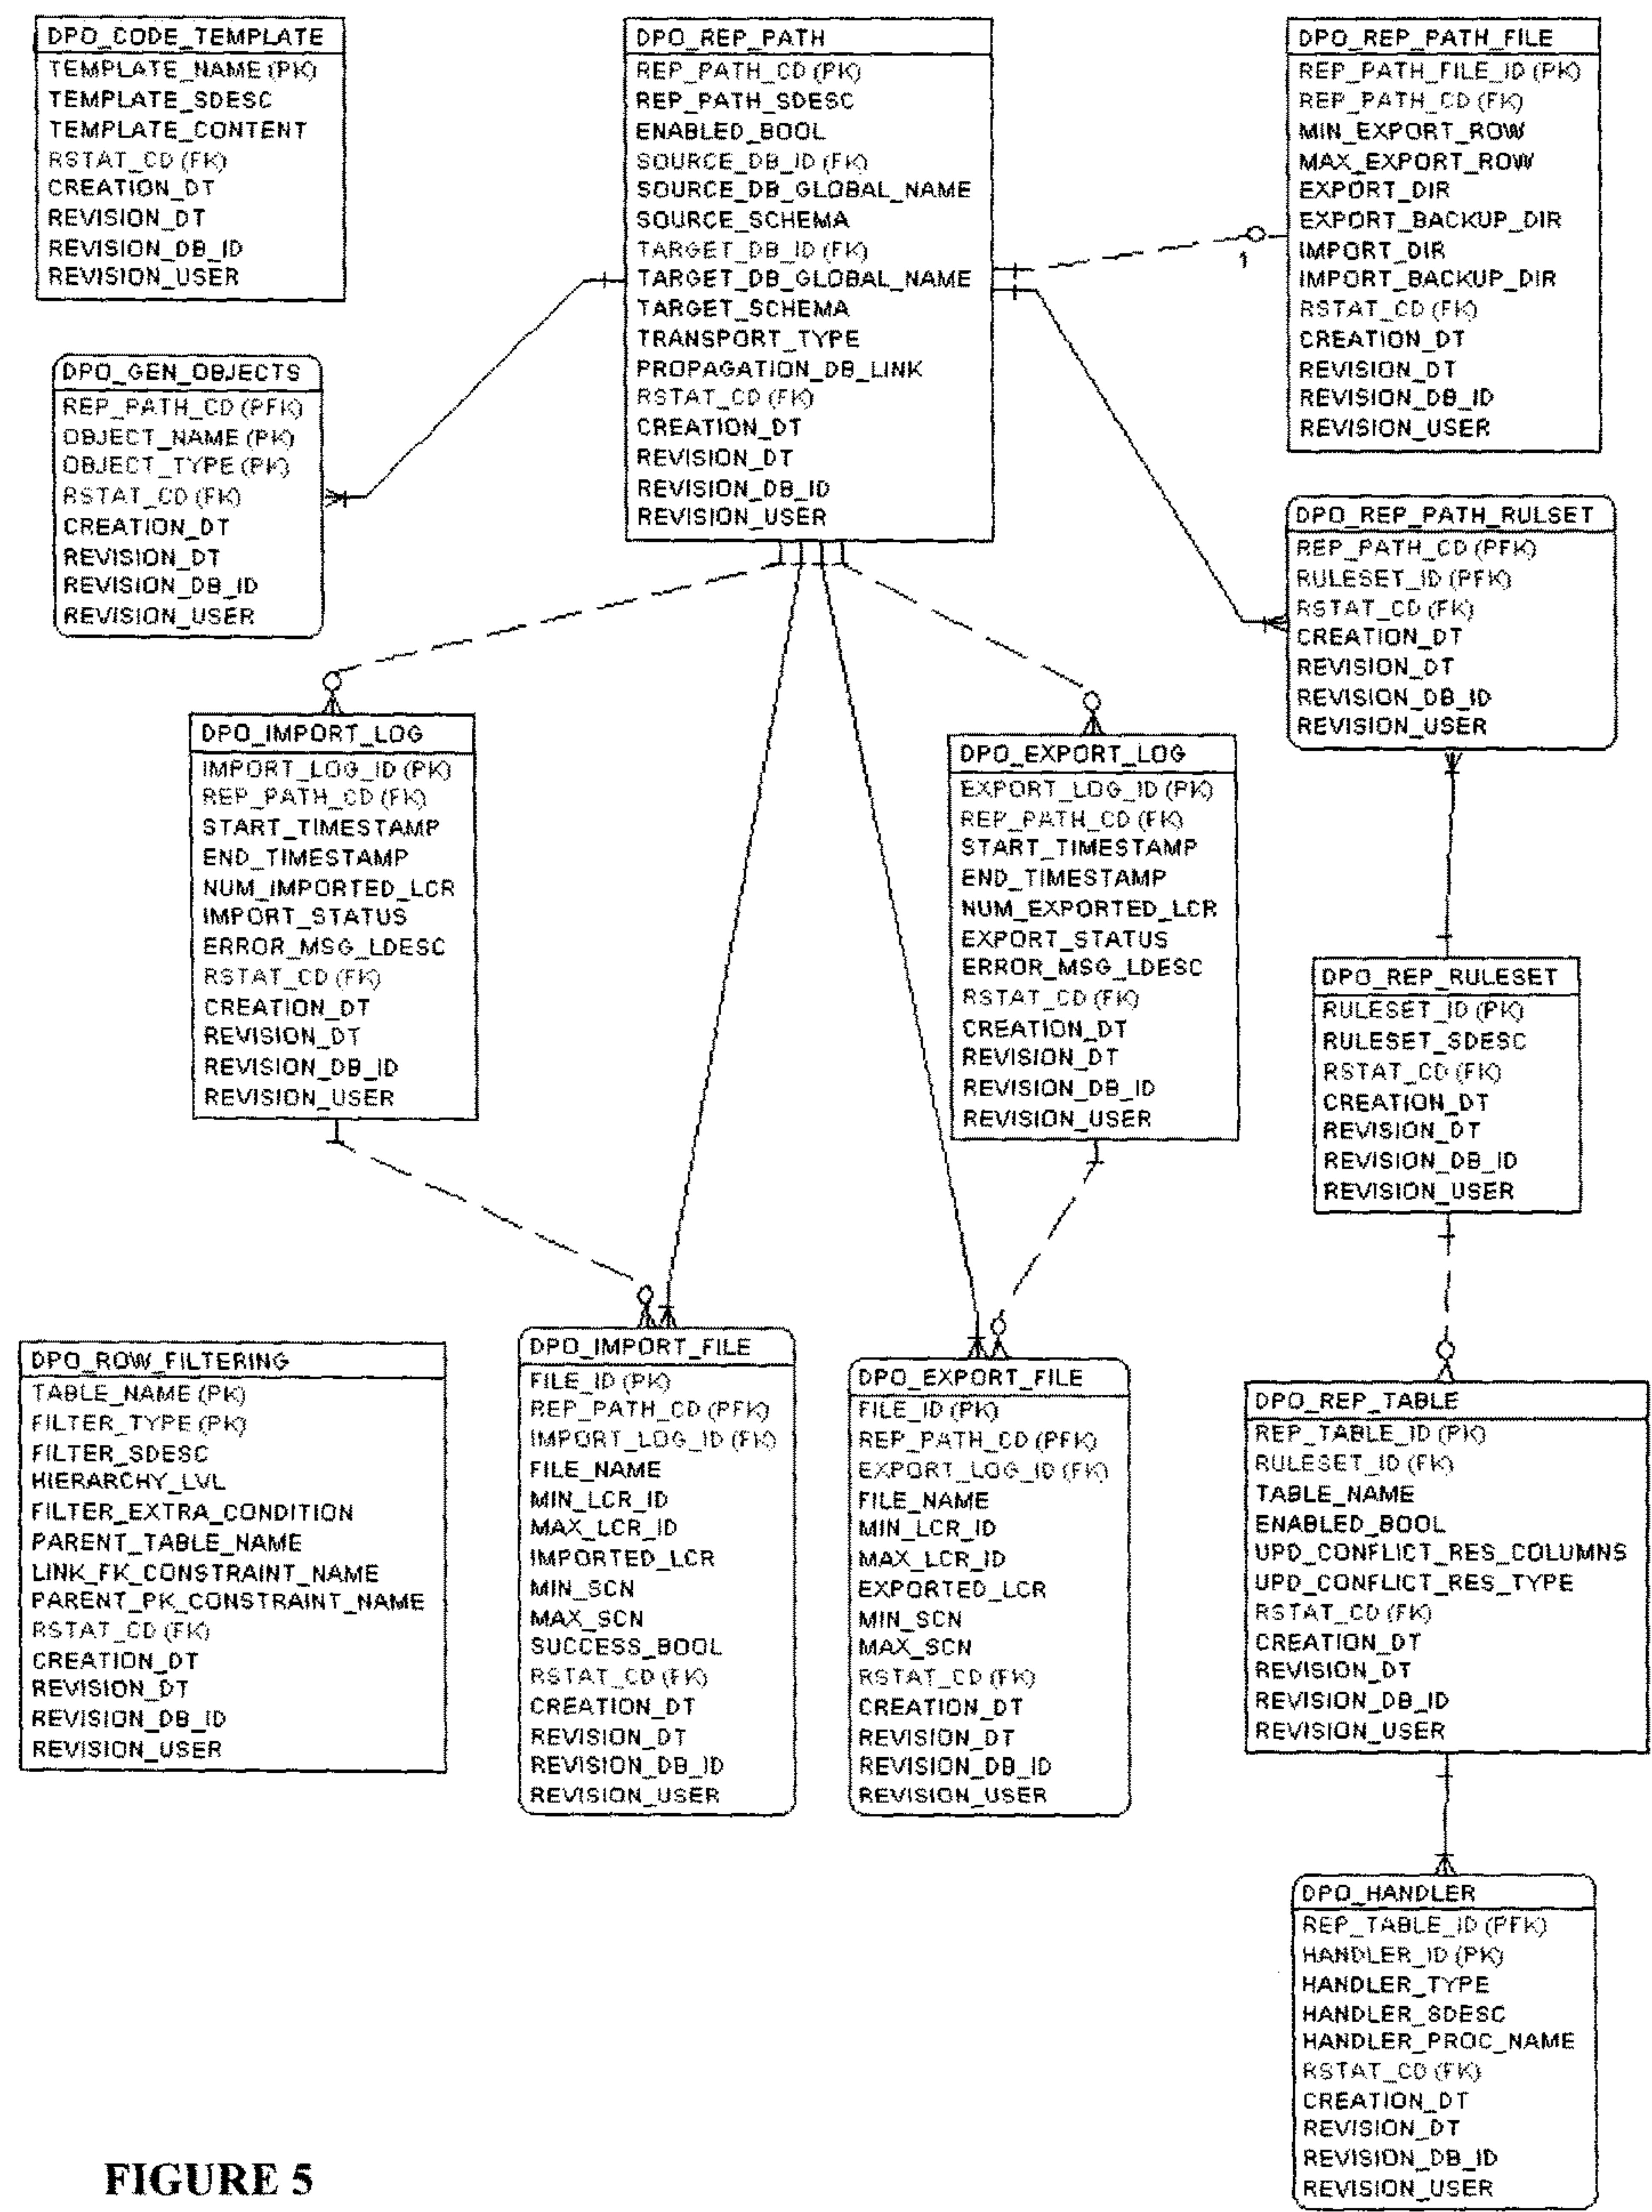 DPO_CODE_TEMPLATE
TEMPLATE_NAME (PK)
TEMPLATE_SDESC
TEMPLATE_CONTENT
RSTAT_CD (FK)
CREATION_DT
REVISION_DT
REVISION_DB_ID
REVISION_USER
DPO_REP_PATH
REP_PATH_CD (PK)
REP_PATH_SDESC
ENABLED_BOOL
SOURCE_DB_ID (FK)
SOURCE_DB_GLOBAL_NAME
SOURCE_SCHEMA
TARGET_DB_ID (FK)
TARGET_DB_GLOBAL_NAME
TARGET_SCHEMA
TRANSPORT_TYPE
PROPAGATION_DB_LINK
RSTAT_CD (FK)
CREATION_DT
REVISION_DT
REVISION_DB_ID
REVISION_USER
DPO_REP_PATH_FILE
REP_PATH_FILE_ID (PK)
REP_PATH_CD (FK)
MIN_EXPORT_ROW
MAX_EXPORT_ROW
EXPORT_DIR
EXPORT_BACKUP_DIR
IMPORT_DIR
IMPORT_BACKUP_DIR
RSTAT_CD (FK)
CREATION_DT
REVISION_DT
REVISION_DB_ID
REVISION_USER
1
DPO_GEN_OBJECTS
REP_PATH_CD (PFK)
OBJECT_NAME (PK)
OBJECT_TYPE (PK)
RSTAT_CD (FK)
CREATION_DT
REVISION_DT
REVISION_DB_ID
REVISION_USER
DPO_REP_PATH_RULSET
REP_PATH_CD (PFK)
RULESET_ID (PFK)
RSTAT_CD (FK)
CREATION_DT
REVISION_DT
REVISION_DB_ID
REVISION_USER
DPO_IMPORT_LOG
IMPORT_LOG_ID (PK)
REP_PATH_CD (FK)
START_TIMESTAMP
END_TIMESTAMP
NUM_IMPORTED_LCR
IMPORT_STATUS
ERROR_MSG_LDESC
RSTAT_CD (FK)
CREATION_DT
REVISION_DT
REVISION_DB_ID
REVISION_USER
DPO_EXPORT_LOG
EXPORT_LOG_ID (PK)
REP_PATH_CD (FK)
START_TIMESTAMP
END_TIMESTAMP
NUM_EXPORTED_LCR
EXPORT_STATUS
ERROR_MSG_LDESC
RSTAT_CD (FK)
CREATION_DT
REVISION_DT
REVISION_DB_ID
REVISION_USER
DPO_REP_RULESET
RULESET_ID (PK)
RULESET_SDESC
RSTAT_CD (FK)
CREATION_DT
REVISION_DT
REVISION_DB_ID
REVISION_USER
DPO_ROW_FILTERING
TABLE_NAME (PK)
FILTER_TYPE (PK)
FILTER_SDESC
HIERARCHY_LVL
FILTER_EXTRA_CONDITION
PARENT_TABLE_NAME
LINK_FK_CONSTRAINT_NAME
PARENT_PK_CONSTRAINT_NAME
RSTAT_CD (FK)
CREATION_DT
REVISION_DT
REVISION_DB_ID
REVISION_USER
DPO_IMPORT_FILE
FILE_ID (PK)
REP_PATH_CD (PFK)
IMPORT_LOG_ID (FK)
FILE_NAME
MIN_LCR_ID
MAX_LCR_ID
IMPORTED_LCR
MIN_SCN
MAX_SCN
SUCCESS_BOOL
RSTAT_CD (FK)
CREATION_DT
REVISION_DT
REVISION_DB_ID
REVISION_USER
DPO_EXPORT_FILE
FILE_ID (PK)
REP_PATH_CD (PFK)
EXPORT_LOG_ID (FK)
FILE_NAME
MIN_LCR_ID
MAX_LCR_ID
EXPORTED_LCR
MIN_SCN
MAX_SCN
RSTAT_CD (FK)
CREATION_DT
REVISION_DT
REVISION_DB_ID
REVISION_USER
DPO_REP_TABLE
REP_TABLE_ID (PK)
RULESET_ID (FK)
TABLE_NAME
ENABLED_BOOL
UPD_CONFLICT_RES_COLUMNS
UPD_CONFLICT_RES_TYPE
RSTAT_CD (FK)
CREATION_DT
REVISION_DT
REVISION_DB_ID
REVISION_USER
DPO_HANDLER
REP_TABLE_ID (PFK)
HANDLER_ID (PK)
HANDLER_TYPE
HANDLER_SDESC
HANDLER_PROC_NAME
RSTAT_CD (FK)
CREATION_DT
REVISION_DT
REVISION_DB_ID
REVISION_USER
FIGURE 5